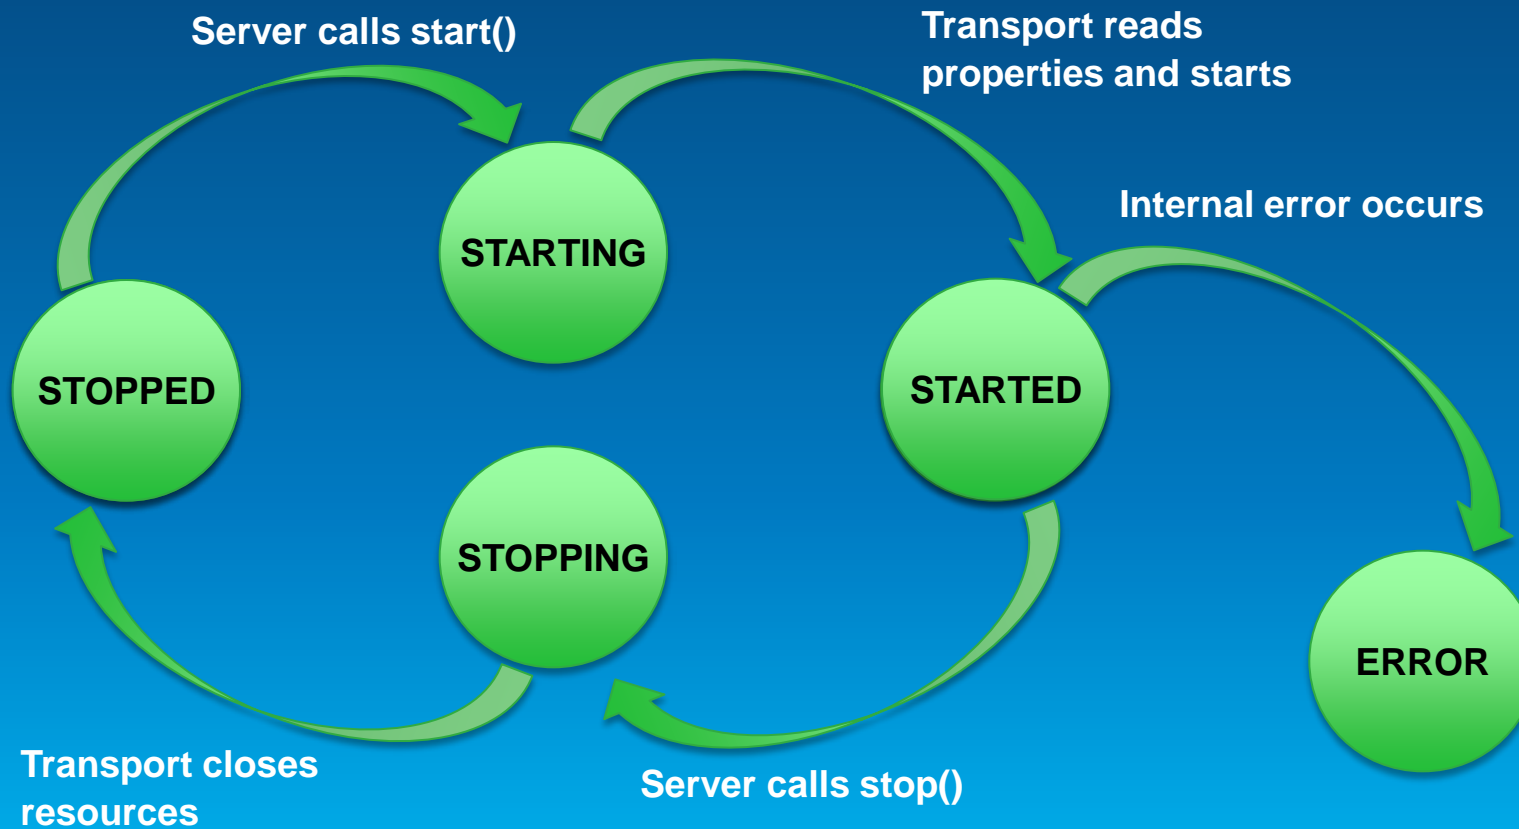 Server calls start()
Transport reads
properties and starts
Internal error occurs
STARTING
STOPPED
STARTED
STOPPING
ERROR
Transport closes
resources
Server calls stop()